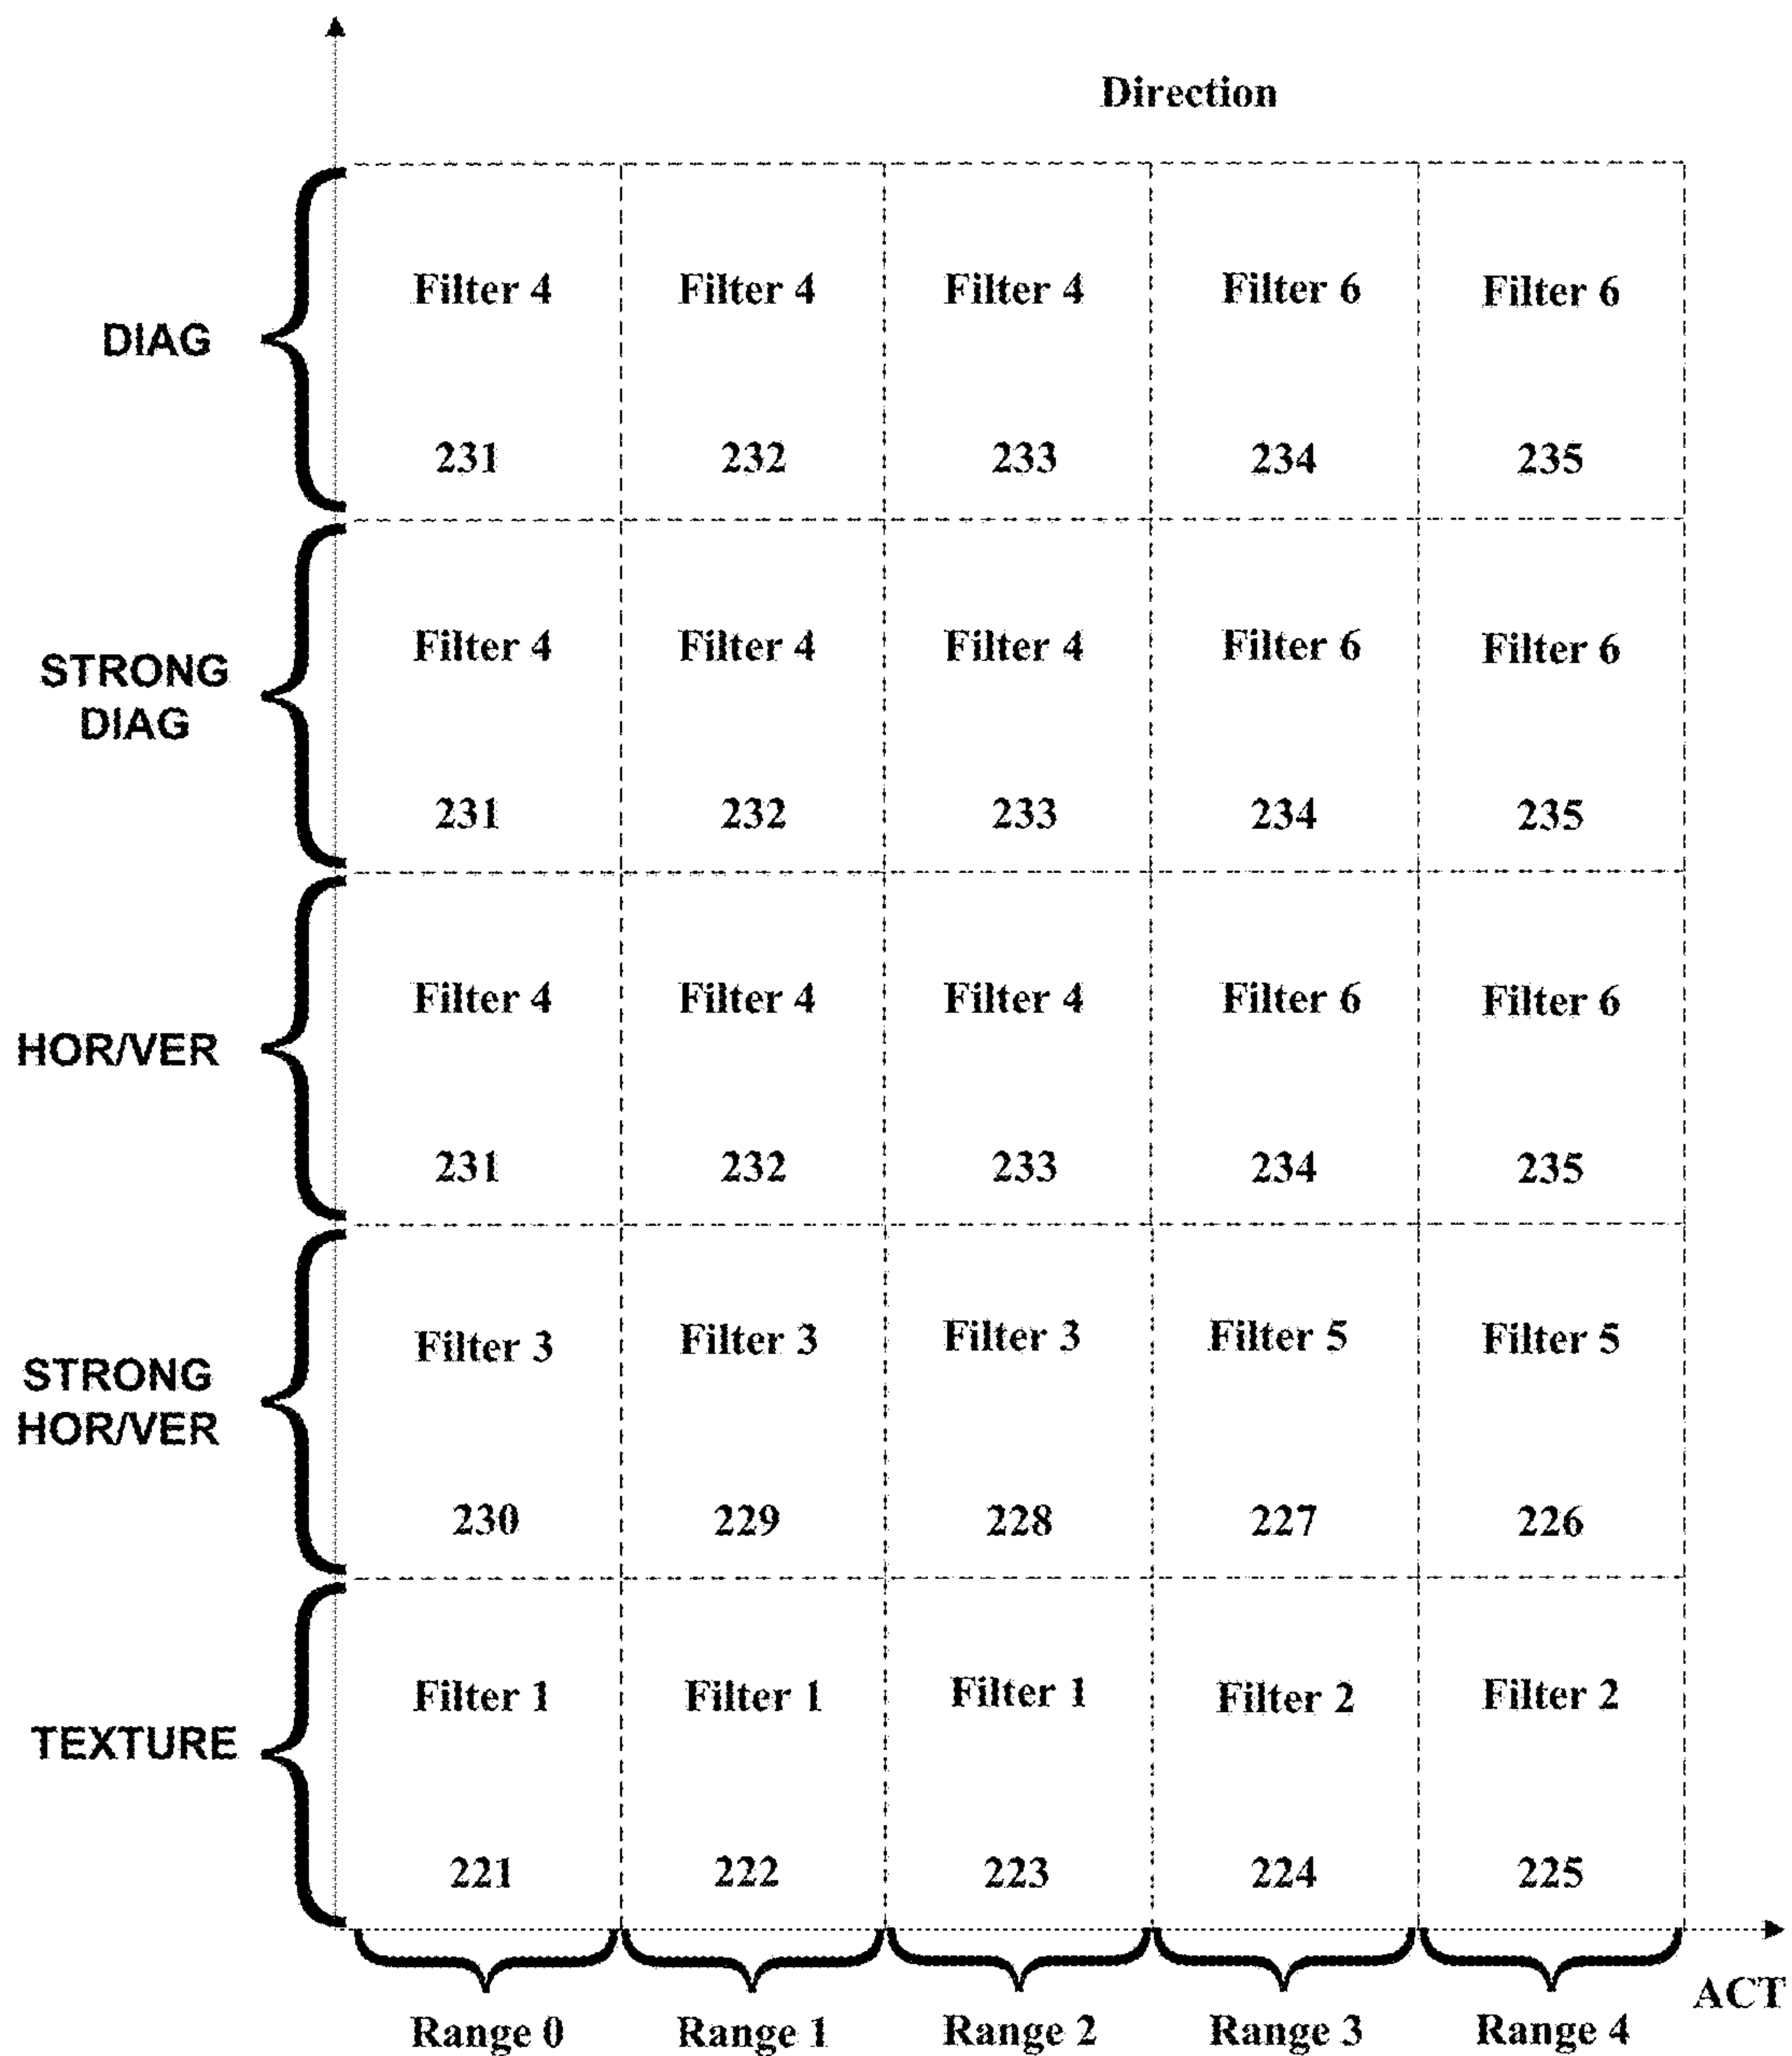 Direction
DIAG
Filter 4 Filter 4 Filter 4 Filter 6 Filter 6
231 232 233 234 235
STRONG
DIAG
Filter 4 Filter 4 Filter 4 Filter 6 Filter 6
231 232 233 234 235
HOR/VER
Filter 4 Filter 4 Filter 4 Filter 6 Filter 6
231 232 233 234 235
STRONG
HOR/VER
Filter 3 Filter 3 Filter 3 Filter 5 Filter 5
230 229 228 227 226
TEXTURE
Filter 1 Filter 1 Filter 1 Filter 2 Filter 2
221 222 223 224 225
ACT
Range 0 Range 1 Range 2 Range 3 Range 4